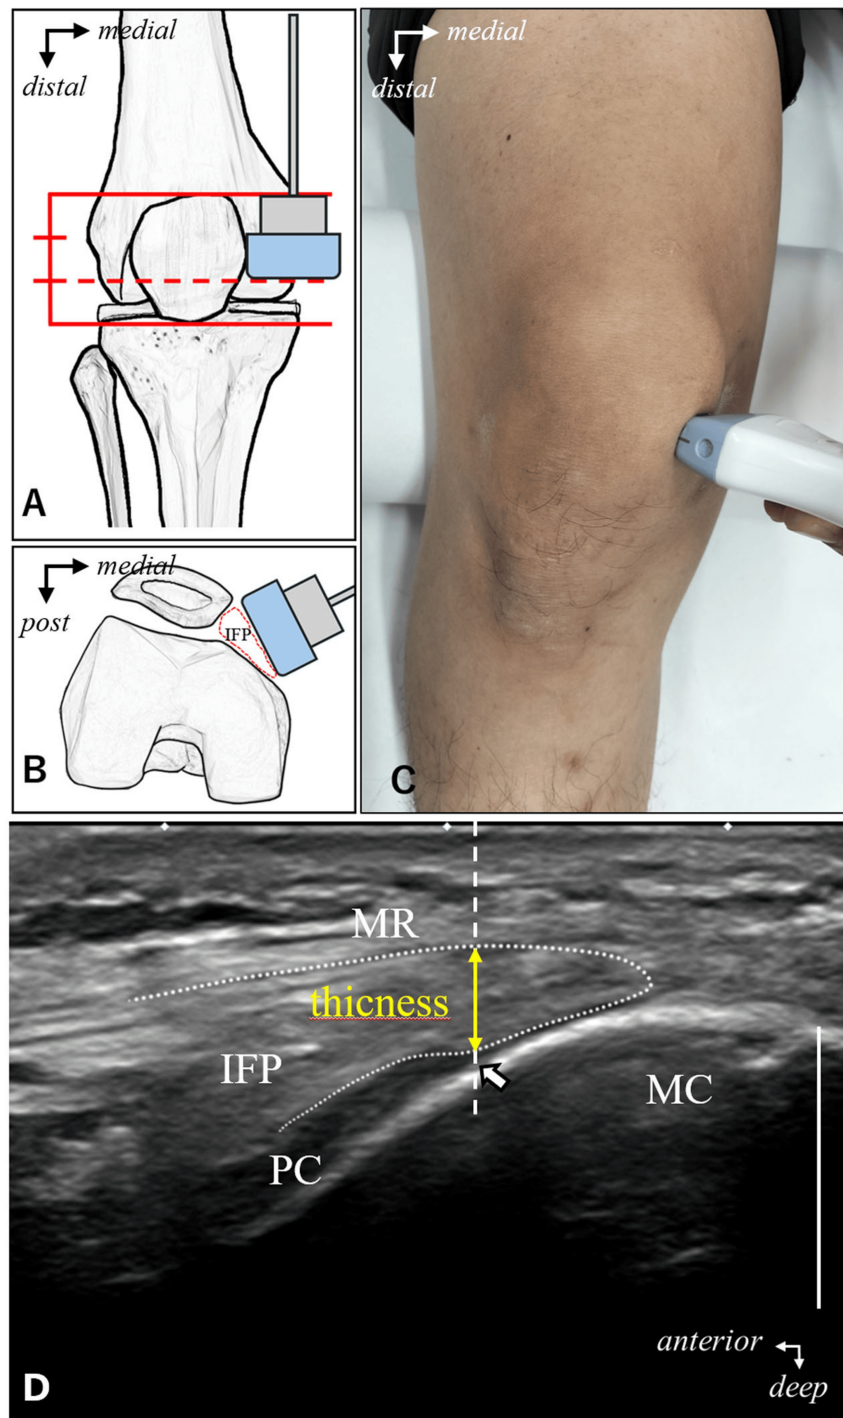 medial
distal
A
medial
post
IFP
B
medial
distal
C
MR
thicness
IFP
MC
PC
anterior
deep
D